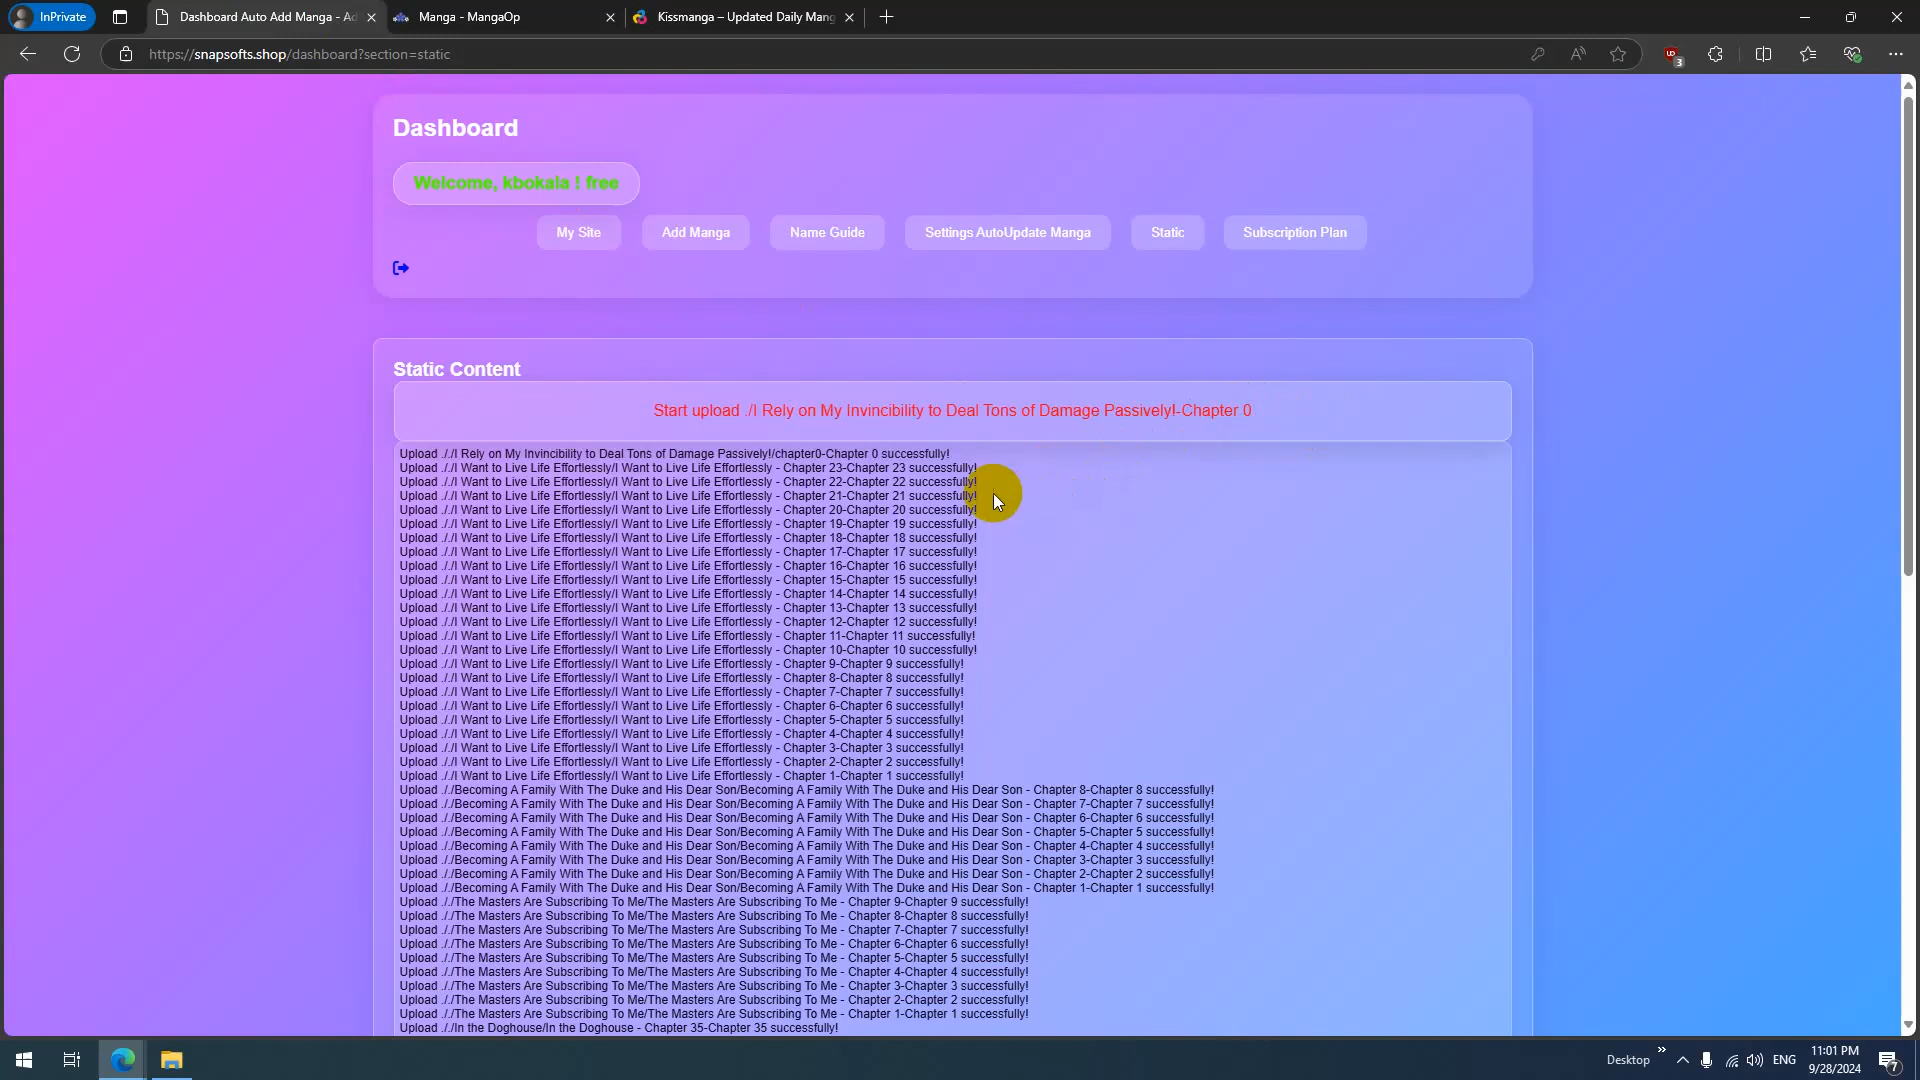 InPrivate
Dashboard Auto Add Manga - Ad
Manga - MangaOp
Kissmanga – Updated Daily Mang
https://snapsofts.shop/dashboard?section=static
3
Dashboard
Welcome, kbokala ! free
My Site
Add Manga
Name Guide
Settings AutoUpdate Manga
Static
Subscription Plan
Static Content
Start upload ./I Rely on My Invincibility to Deal Tons of Damage Passively!-Chapter 0
Upload ././I Rely on My Invincibility to Deal Tons of Damage Passively!/chapter0-Chapter 0 successfully!
Upload ././I Want to Live Life Effortlessly/I Want to Live Life Effortlessly - Chapter 23-Chapter 23 successfully!
Upload ././I Want to Live Life Effortlessly/I Want to Live Life Effortlessly - Chapter 22-Chapter 22 successfully!
Upload ././I Want to Live Life Effortlessly/I Want to Live Life Effortlessly - Chapter 21-Chapter 21 successfully!
Upload ././I Want to Live Life Effortlessly/I Want to Live Life Effortlessly - Chapter 20-Chapter 20 successfully!
Upload ././I Want to Live Life Effortlessly/I Want to Live Life Effortlessly - Chapter 19-Chapter 19 successfully!
Upload ././I Want to Live Life Effortlessly/I Want to Live Life Effortlessly - Chapter 18-Chapter 18 successfully!
Upload ././I Want to Live Life Effortlessly/I Want to Live Life Effortlessly - Chapter 17-Chapter 17 successfully!
Upload ././I Want to Live Life Effortlessly/I Want to Live Life Effortlessly - Chapter 16-Chapter 16 successfully!
Upload ././I Want to Live Life Effortlessly/I Want to Live Life Effortlessly - Chapter 15-Chapter 15 successfully!
Upload ././I Want to Live Life Effortlessly/I Want to Live Life Effortlessly - Chapter 14-Chapter 14 successfully!
Upload ././I Want to Live Life Effortlessly/I Want to Live Life Effortlessly - Chapter 13-Chapter 13 successfully!
Upload ././I Want to Live Life Effortlessly/I Want to Live Life Effortlessly - Chapter 12-Chapter 12 successfully!
Upload ././I Want to Live Life Effortlessly/I Want to Live Life Effortlessly - Chapter 11-Chapter 11 successfully!
Upload ././I Want to Live Life Effortlessly/I Want to Live Life Effortlessly - Chapter 10-Chapter 10 successfully!
Upload ././I Want to Live Life Effortlessly/I Want to Live Life Effortlessly - Chapter 9-Chapter 9 successfully!
Upload ././I Want to Live Life Effortlessly/I Want to Live Life Effortlessly - Chapter 8-Chapter 8 successfully!
Upload ././I Want to Live Life Effortlessly/I Want to Live Life Effortlessly - Chapter 7-Chapter 7 successfully!
Upload ././I Want to Live Life Effortlessly/I Want to Live Life Effortlessly - Chapter 6-Chapter 6 successfully!
Upload ././I Want to Live Life Effortlessly/I Want to Live Life Effortlessly - Chapter 5-Chapter 5 successfully!
Upload ././I Want to Live Life Effortlessly/I Want to Live Life Effortlessly - Chapter 4-Chapter 4 successfully!
Upload ././I Want to Live Life Effortlessly/I Want to Live Life Effortlessly - Chapter 3-Chapter 3 successfully!
Upload ././I Want to Live Life Effortlessly/I Want to Live Life Effortlessly - Chapter 2-Chapter 2 successfully!
Upload ././I Want to Live Life Effortlessly/I Want to Live Life Effortlessly - Chapter 1-Chapter 1 successfully!
Upload ././Becoming A Family With The Duke and His Dear Son/Becoming A Family With The Duke and His Dear Son - Chapter 8-Chapter 8 successfully!
Upload ././Becoming A Family With The Duke and His Dear Son/Becoming A Family With The Duke and His Dear Son - Chapter 7-Chapter 7 successfully!
Upload ././Becoming A Family With The Duke and His Dear Son/Becoming A Family With The Duke and His Dear Son - Chapter 6-Chapter 6 successfully!
Upload ././Becoming A Family With The Duke and His Dear Son/Becoming A Family With The Duke and His Dear Son - Chapter 5-Chapter 5 successfully!
Upload ././Becoming A Family With The Duke and His Dear Son/Becoming A Family With The Duke and His Dear Son - Chapter 4-Chapter 4 successfully!
Upload ././Becoming A Family With The Duke and His Dear Son/Becoming A Family With The Duke and His Dear Son - Chapter 3-Chapter 3 successfully!
Upload ././Becoming A Family With The Duke and His Dear Son/Becoming A Family With The Duke and His Dear Son - Chapter 2-Chapter 2 successfully!
Upload ././Becoming A Family With The Duke and His Dear Son/Becoming A Family With The Duke and His Dear Son - Chapter 1-Chapter 1 successfully!
Upload ././The Masters Are Subscribing To Me/The Masters Are Subscribing To Me - Chapter 9-Chapter 9 successfully!
Upload ././The Masters Are Subscribing To Me/The Masters Are Subscribing To Me - Chapter 8-Chapter 8 successfully!
Upload ././The Masters Are Subscribing To Me/The Masters Are Subscribing To Me - Chapter 7-Chapter 7 successfully!
Upload ././The Masters Are Subscribing To Me/The Masters Are Subscribing To Me - Chapter 6-Chapter 6 successfully!
Upload ././The Masters Are Subscribing To Me/The Masters Are Subscribing To Me - Chapter 5-Chapter 5 successfully!
Upload ././The Masters Are Subscribing To Me/The Masters Are Subscribing To Me - Chapter 4-Chapter 4 successfully!
Upload ././The Masters Are Subscribing To Me/The Masters Are Subscribing To Me - Chapter 3-Chapter 3 successfully!
Upload ././The Masters Are Subscribing To Me/The Masters Are Subscribing To Me - Chapter 2-Chapter 2 successfully!
Upload ././The Masters Are Subscribing To Me/The Masters Are Subscribing To Me - Chapter 1-Chapter 1 successfully!
Upload ././In the Doghouse/In the Doghouse - Chapter 35-Chapter 35 successfully!
Desktop
ENG
11:01 PM
9/28/2024
7